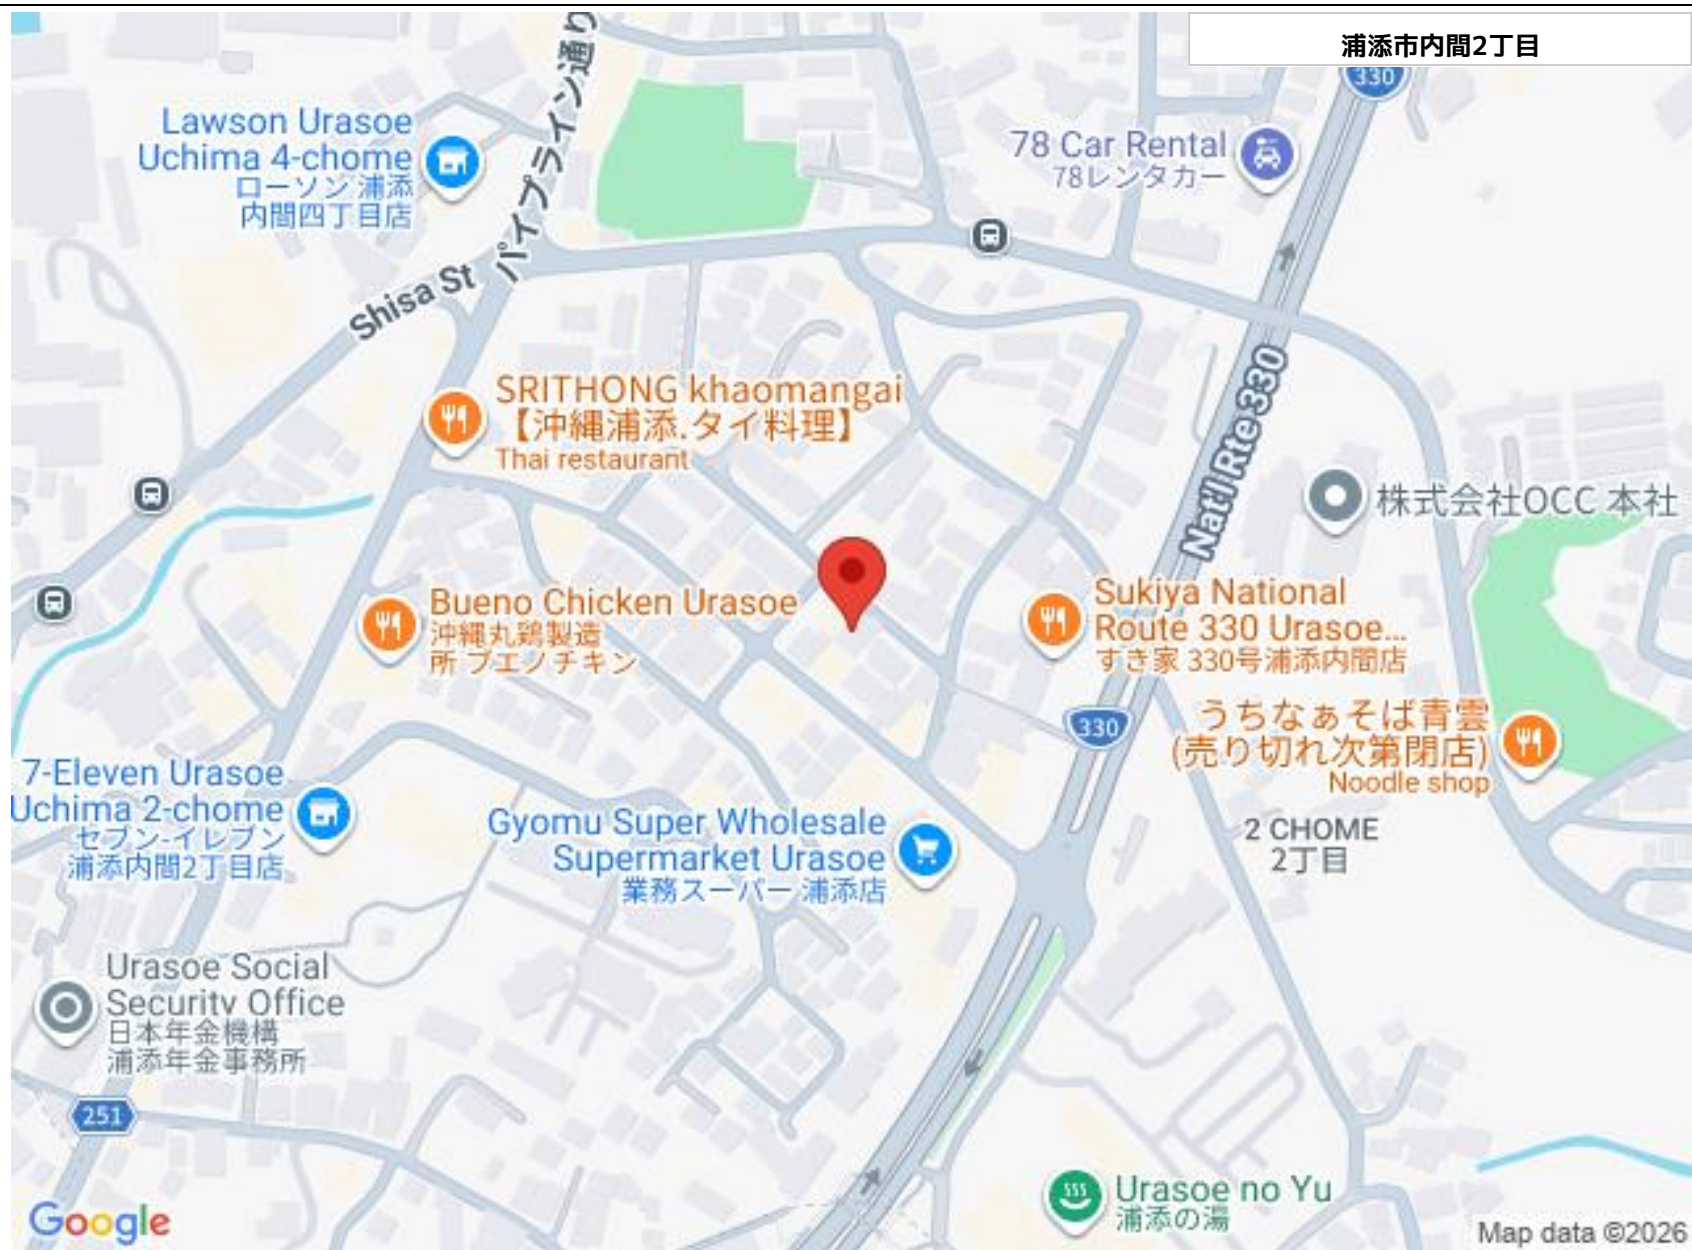 浦添市内間2丁目
330
パイプライン通り
Lawson Urasoe
Uchima 4-chome
ローソン 浦添
内間四丁目店
78 Car Rental
78レンタカー
Shisa St
SRITHONG khaomangai
【沖縄浦添.タイ料理】
Thai restaurant
Nat'l Rte 330
株式会社OCC 本社
Bueno Chicken Urasoe
沖縄丸鶏製造
所 ブエノチキン
Sukiya National
Route 330 Urasoe...
すき家 330号浦添内間店
330
うちなぁそば青雲
(売り切れ次第閉店)
Noodle shop
7-Eleven Urasoe
Uchima 2-chome
セブン-イレブン
浦添内間2丁目店
Gyomu Super Wholesale
Supermarket Urasoe
業務スーパー 浦添店
2 CHOME
2丁目
Urasoe Social
Security Office
日本年金機構
浦添年金事務所
251
Urasoe no Yu
浦添の湯
Google
Map data ©2026